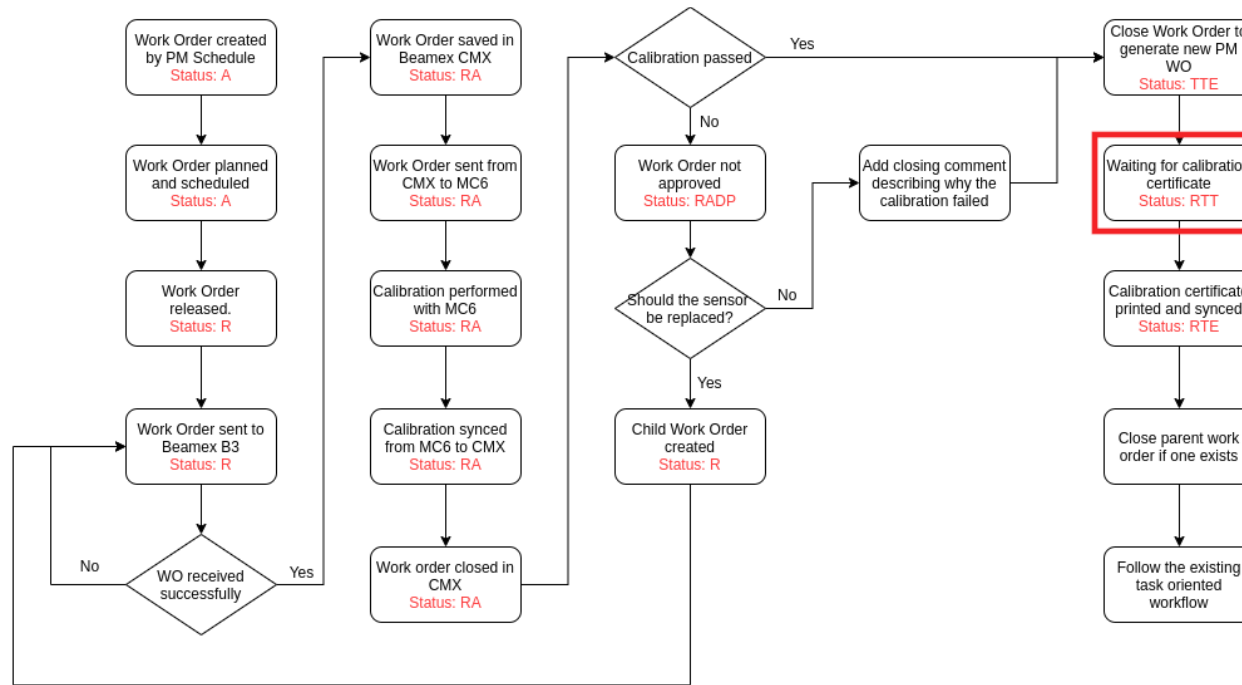 Work Order created
by PM Schedule
Status: A
Work Order planned
and scheduled
Status: A
Work Order
released.
Status: R
Work Order sent to
Beamex B3
Status: R
WO received
successfully
No
Yes
Work Order saved in
Beamex CMX
Status: RA
Work Order sent from
CMX to MC6
Status: RA
Calibration performed
with MC6
Status: RA
Calibration synced
from MC6 to CMX
Status: RA
Work order closed in
CMX
Status: RA
Calibration passed
Yes
No
Work Order not
approved
Status: RADP
Should the sensor
be replaced?
No
Yes
Child Work Order
created
Status: R
Add closing comment
describing why the
calibration failed
Close Work Order to
generate new PM
WO
Status: TTE
Waiting for calibration
certificate
Status: RTT
Calibration certificate
printed and synced
Status: RTE
Close parent work
order if one exists
Follow the existing
task oriented
workflow